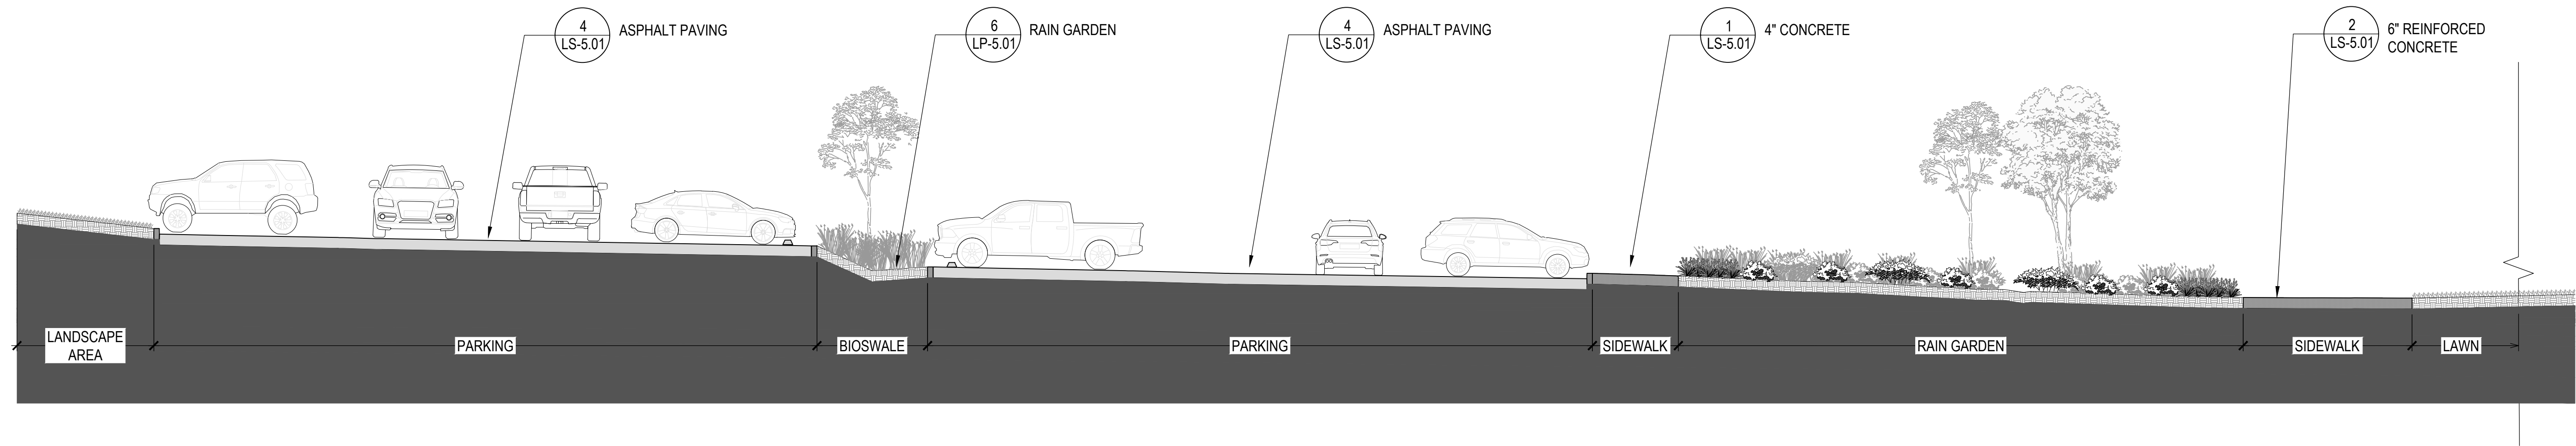 4
LS-5.01
ASPHALT PAVING
6
LP-5.01
RAIN GARDEN
4
LS-5.01
ASPHALT PAVING
1
LS-5.01
4" CONCRETE
2
LS-5.01
6" REINFORCED
CONCRETE
LANDSCAPE
AREA
PARKING
BIOSWALE
PARKING
SIDEWALK
RAIN GARDEN
SIDEWALK
LAWN